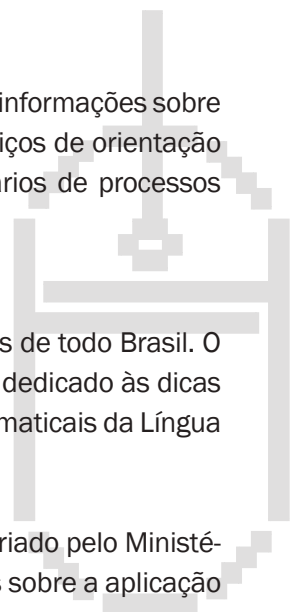 informações sobre
iços de orientação
rios de processos
s de todo Brasil. O
dedicado às dicas
maticais da Língua
riado pelo Ministé-
s sobre a aplicação